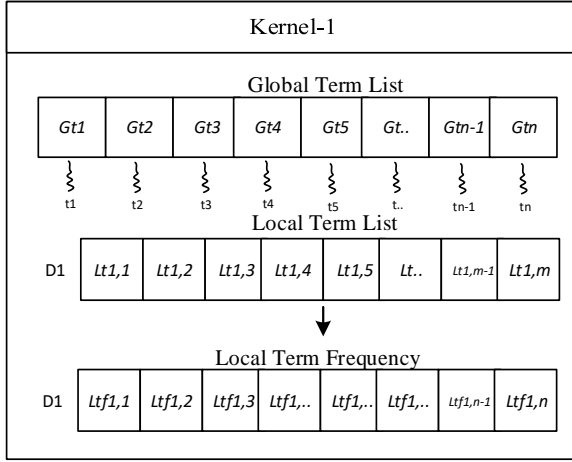 Kernel-1
Global Term List
Gt1 Gt2 Gt3 Gt4 Gt5 Gt.. Gtn-1 Gtn
t1 t2 t3 t4 t5 t.. tn-1 tn
Local Term List
D1 Lt1,1 Lt1,2 Lt1,3 Lt1,4 Lt1,5 Lt.. Lt1,m-1 Lt1,m
Local Term Frequency
D1 Ltf1,1 Ltf1,2 Ltf1,3 Ltf1,.. Ltf1,.. Ltf1,.. Ltf1,n-1 Ltf1,n